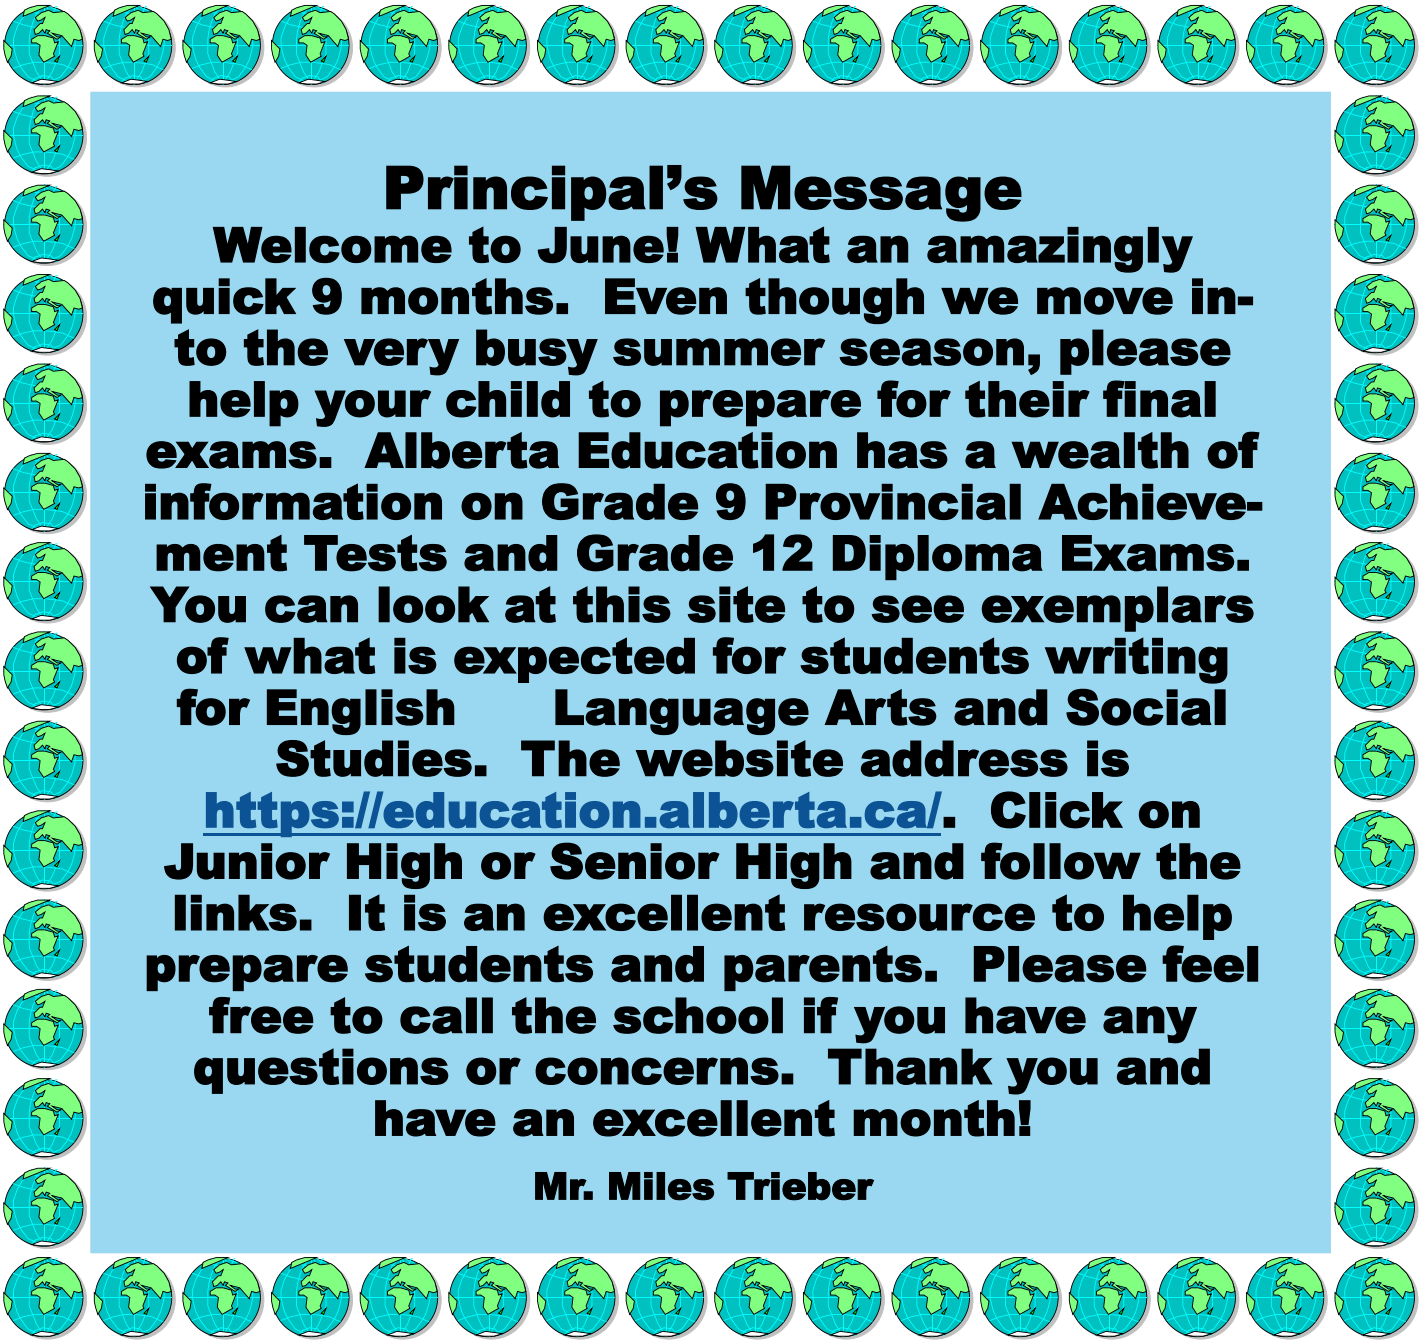 Principal’s Message
Welcome to June! What an amazingly
quick 9 months.  Even though we move in-
to the very busy summer season, please
help your child to prepare for their final
exams.  Alberta Education has a wealth of
information on Grade 9 Provincial Achieve-
ment Tests and Grade 12 Diploma Exams.
You can look at this site to see exemplars
of what is expected for students writing
for English      Language Arts and Social
Studies.  The website address is
https://education.alberta.ca/.  Click on
Junior High or Senior High and follow the
links.  It is an excellent resource to help
prepare students and parents.  Please feel
free to call the school if you have any
questions or concerns.  Thank you and
have an excellent month!
Mr. Miles Trieber